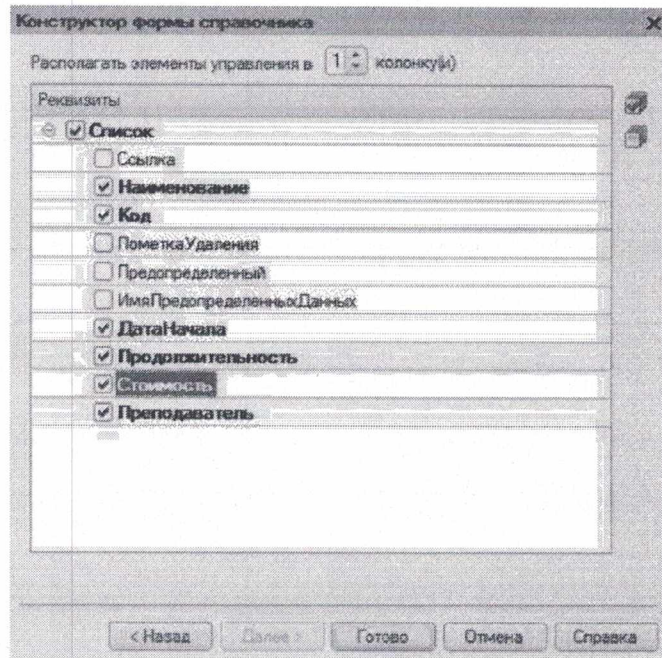 Конструктор формы справочника
Располагать элементы управления в 1 колонку(и)
Реквизиты
Список
Ссылка
Наименование
Код
ПометкаУдаления
Предопределенный
ИмяПредопределенныхДанных
ДатаНачала
Продолжительность
Стоимость
Преподаватель
< Назад Далее > Готово Отмена Справка